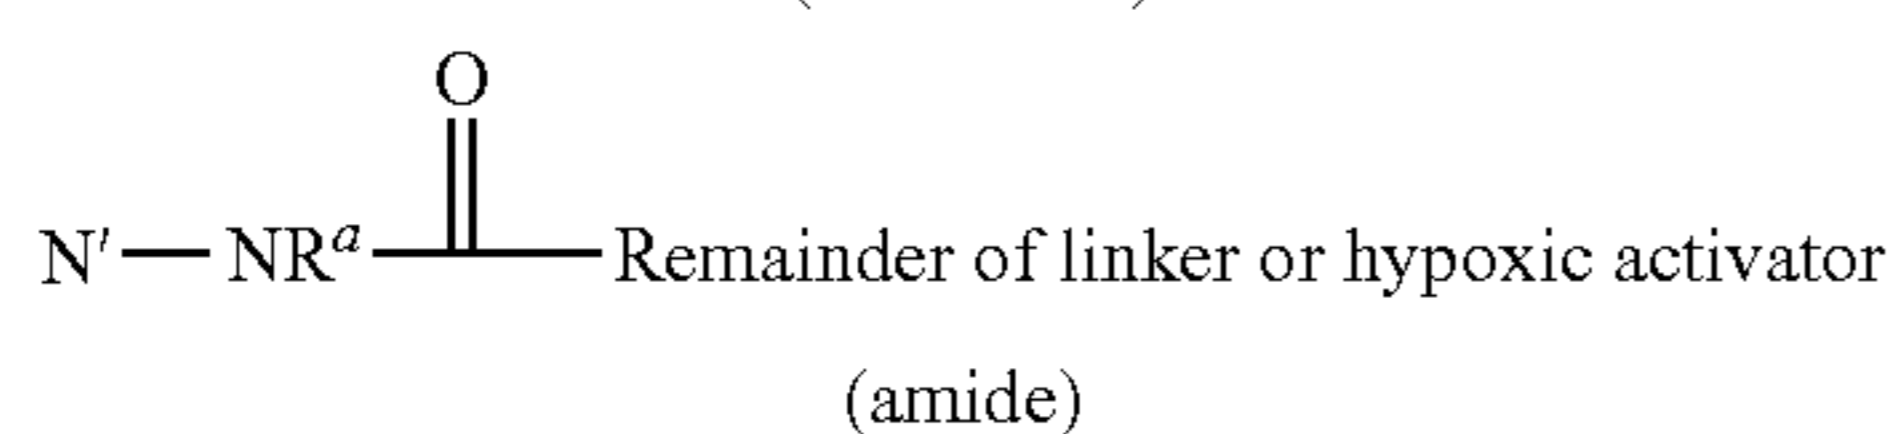 O
N′—NRᵃ—Remainder of linker or hypoxic activator
(amide)